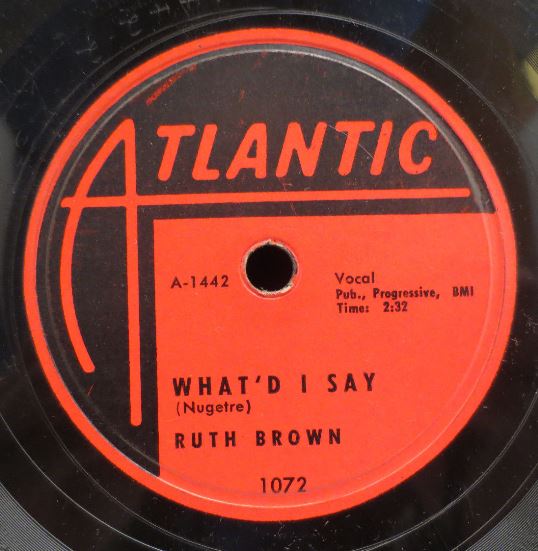 ATLANTIC
A-1442
Vocal
Pub., Progressive, BMI
Time: 2:32
WHAT'D I SAY
(Nugetre)
RUTH BROWN
1072